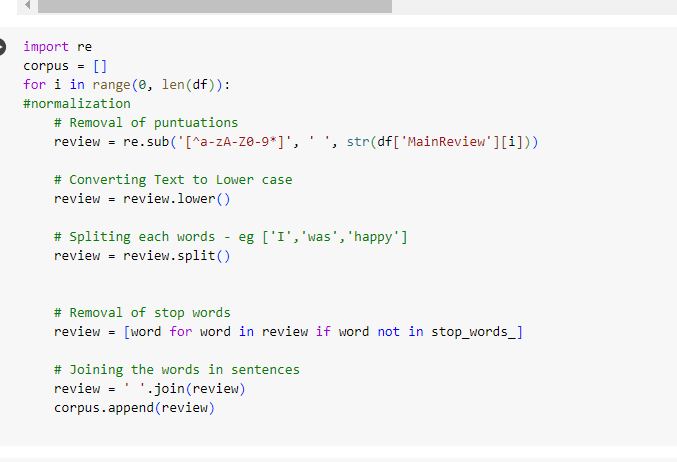 import re
corpus = []
for i in range(0, len(df)):
#normalization
    # Removal of puntuations
    review = re.sub('[^a-zA-Z0-9*]', ' ', str(df['MainReview'][i]))
    # Converting Text to Lower case
    review = review.lower()
    # Spliting each words - eg ['I','was','happy']
    review = review.split()
    # Removal of stop words
    review = [word for word in review if word not in stop_words_]
    # Joining the words in sentences
    review = ' '.join(review)
    corpus.append(review)